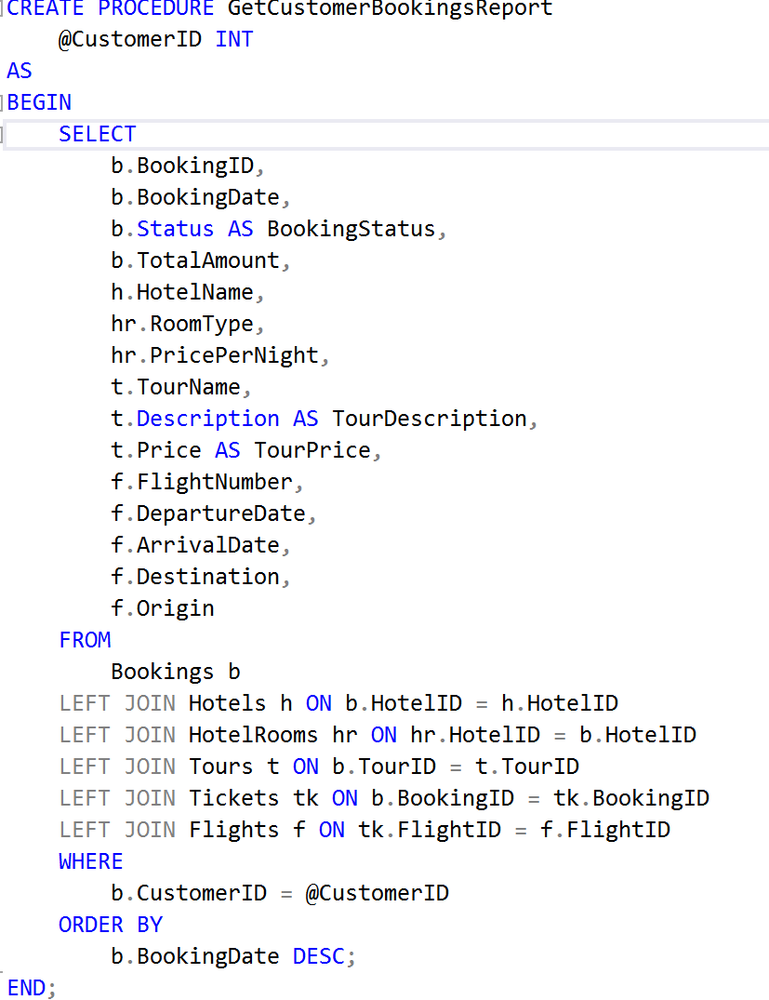 CREATE PROCEDURE GetCustomerBookingsReport
    @CustomerID INT
AS
BEGIN
    SELECT
        b.BookingID,
        b.BookingDate,
        b.Status AS BookingStatus,
        b.TotalAmount,
        h.HotelName,
        hr.RoomType,
        hr.PricePerNight,
        t.TourName,
        t.Description AS TourDescription,
        t.Price AS TourPrice,
        f.FlightNumber,
        f.DepartureDate,
        f.ArrivalDate,
        f.Destination,
        f.Origin
    FROM
        Bookings b
    LEFT JOIN Hotels h ON b.HotelID = h.HotelID
    LEFT JOIN HotelRooms hr ON hr.HotelID = b.HotelID
    LEFT JOIN Tours t ON b.TourID = t.TourID
    LEFT JOIN Tickets tk ON b.BookingID = tk.BookingID
    LEFT JOIN Flights f ON tk.FlightID = f.FlightID
    WHERE
        b.CustomerID = @CustomerID
    ORDER BY
        b.BookingDate DESC;
END;